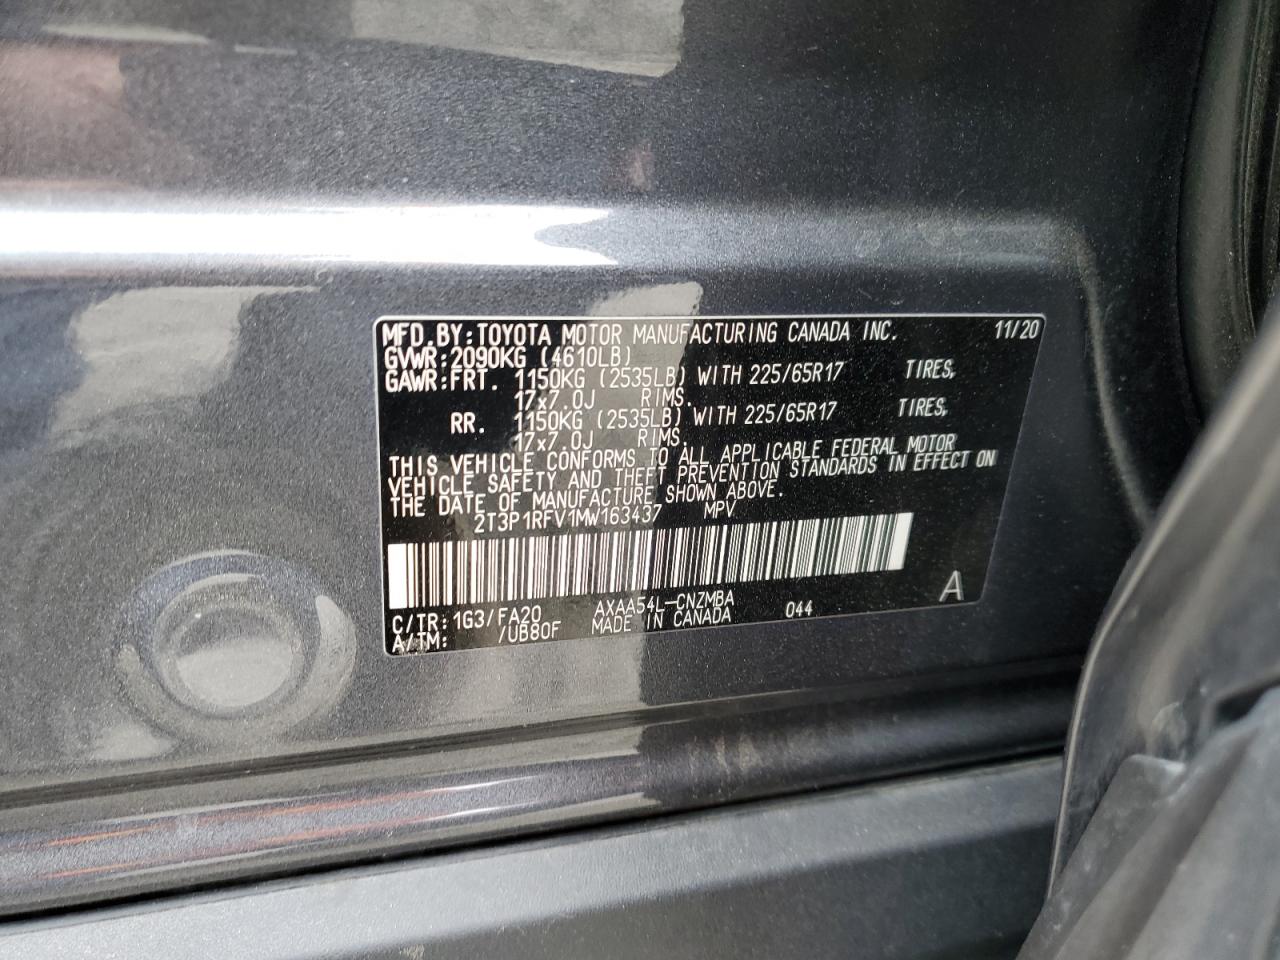 MFD.BY:TOYOTA MOTOR MANUFACTURING CANADA INC. 11/20
GVWR:2090KG (4610LB)
GAWR:FRT. 1150KG (2535LB) WITH 225/65R17 TIRES,
17x7.0J RIMS.
RR. 1150KG (2535LB) WITH 225/65R17 TIRES,
17x7.0J RIMS.
THIS VEHICLE CONFORMS TO ALL APPLICABLE FEDERAL MOTOR
VEHICLE SAFETY AND THEFT PREVENTION STANDARDS IN EFFECT ON
THE DATE OF MANUFACTURE SHOWN ABOVE.
2T3P1RFV1MW163437 MPV
C/TR:1G3/FA20 AXAA54L-CNZMBA 044 A
A/TM: /UB80F MADE IN CANADA